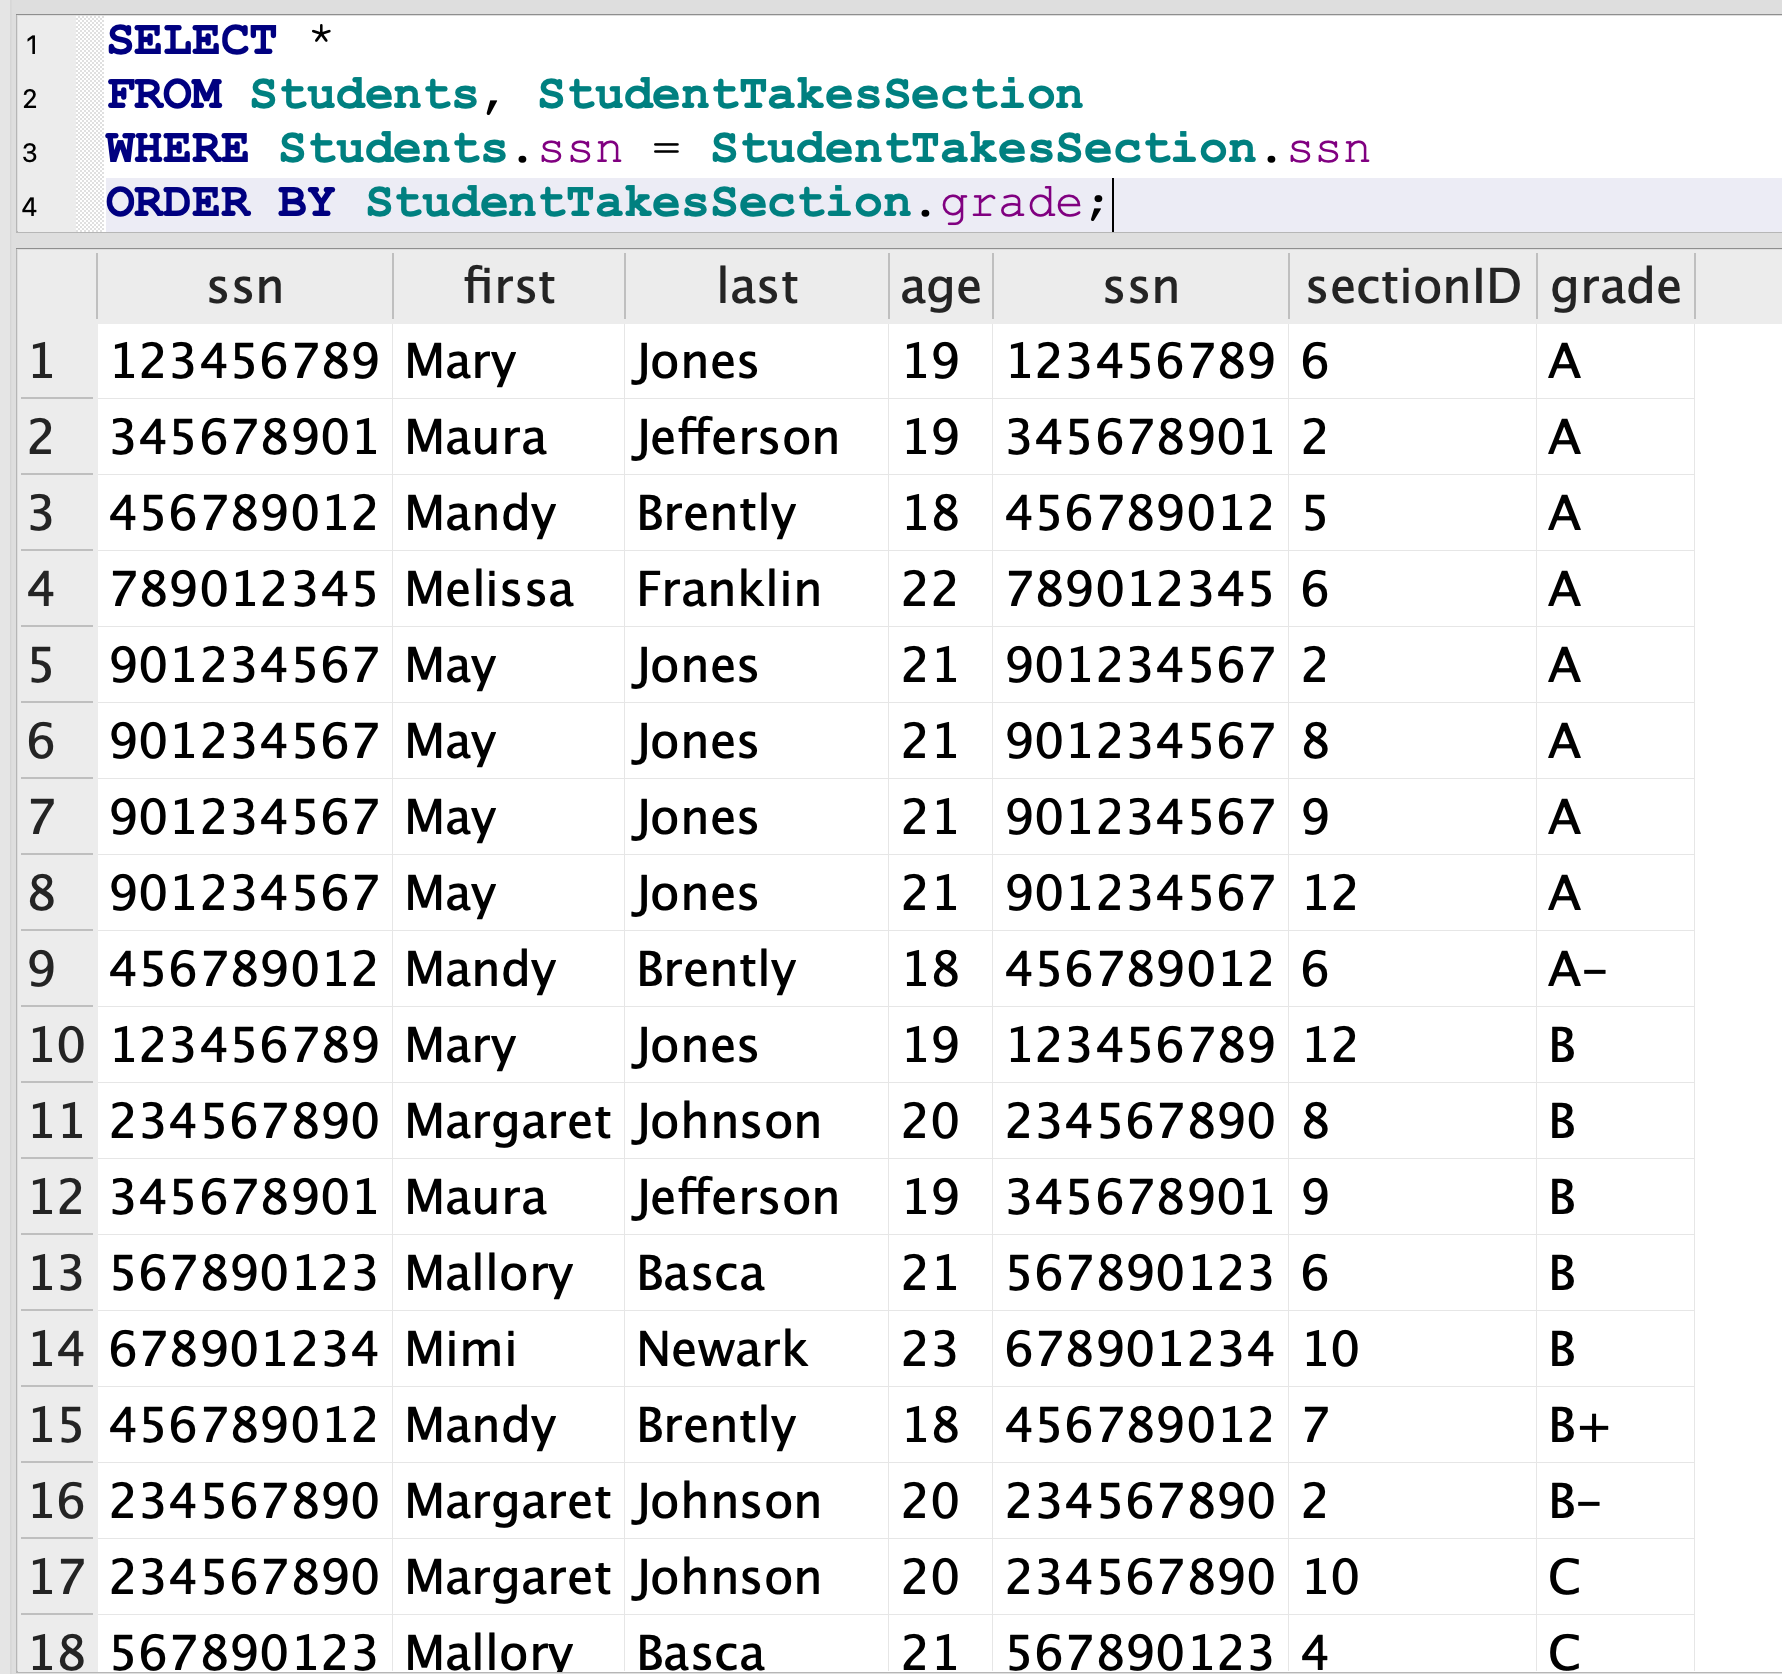 1 SELECT *
2 FROM Students, StudentTakesSection
3 WHERE Students.ssn = StudentTakesSection.ssn
4 ORDER BY StudentTakesSection.grade;
ssn first last age ssn sectionID grade
1 123456789 Mary Jones 19 123456789 6 A
2 345678901 Maura Jefferson 19 345678901 2 A
3 456789012 Mandy Brently 18 456789012 5 A
4 789012345 Melissa Franklin 22 789012345 6 A
5 901234567 May Jones 21 901234567 2 A
6 901234567 May Jones 21 901234567 8 A
7 901234567 May Jones 21 901234567 9 A
8 901234567 May Jones 21 901234567 12 A
9 456789012 Mandy Brently 18 456789012 6 A-
10 123456789 Mary Jones 19 123456789 12 B
11 234567890 Margaret Johnson 20 234567890 8 B
12 345678901 Maura Jefferson 19 345678901 9 B
13 567890123 Mallory Basca 21 567890123 6 B
14 678901234 Mimi Newark 23 678901234 10 B
15 456789012 Mandy Brently 18 456789012 7 B+
16 234567890 Margaret Johnson 20 234567890 2 B-
17 234567890 Margaret Johnson 20 234567890 10 C
18 567890123 Mallory Basca 21 567890123 4 C